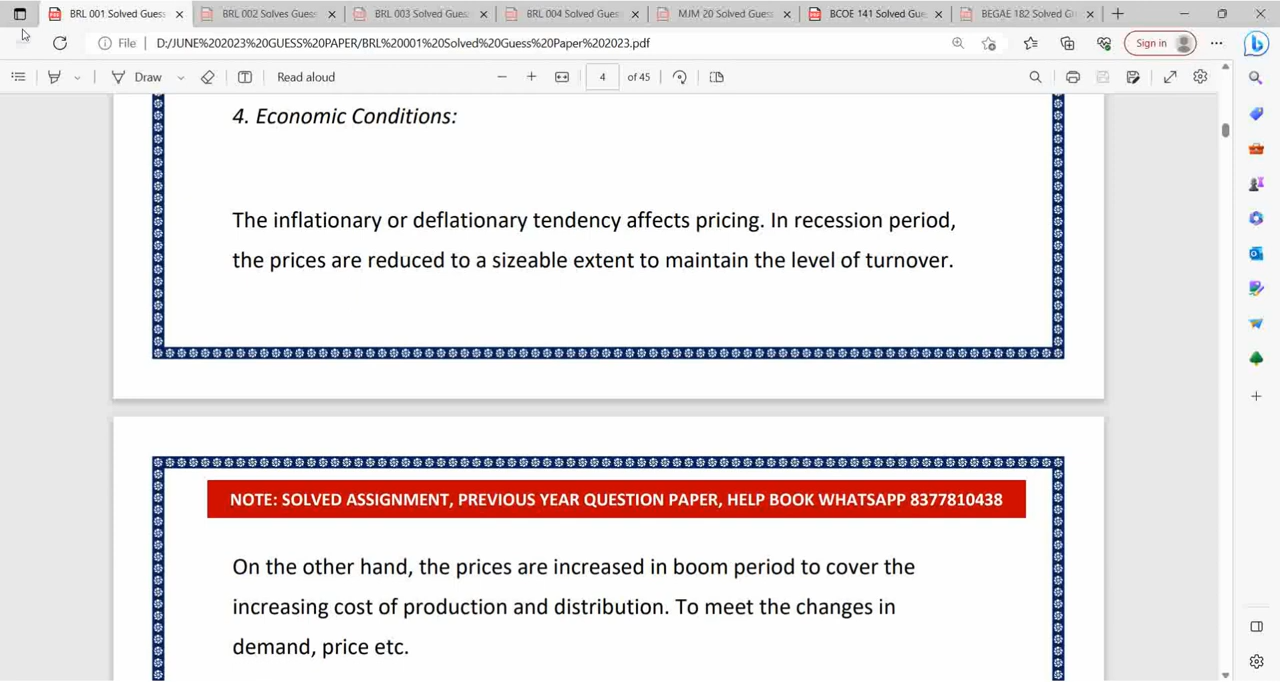 BRL 001 Solved Guess
BRL 002 Solves Guess
BRL 003 Solved Gues
BRL 004 Solved Guess
MJM 20 Solved Guess
BCOE 141 Solved Gu
BEGAE 182 Solved G
File
D:/JUNE%202023%20GUESS%20PAPER/BRL%20001%20Solved%20Guess%20Paper%202023.pdf
Sign in
Draw
Read aloud
4 of 45
4. Economic Conditions:
The inflationary or deflationary tendency affects pricing. In recession period,
the prices are reduced to a sizeable extent to maintain the level of turnover.
NOTE: SOLVED ASSIGNMENT, PREVIOUS YEAR QUESTION PAPER, HELP BOOK WHATSAPP 8377810438
On the other hand, the prices are increased in boom period to cover the
increasing cost of production and distribution. To meet the changes in
demand, price etc.